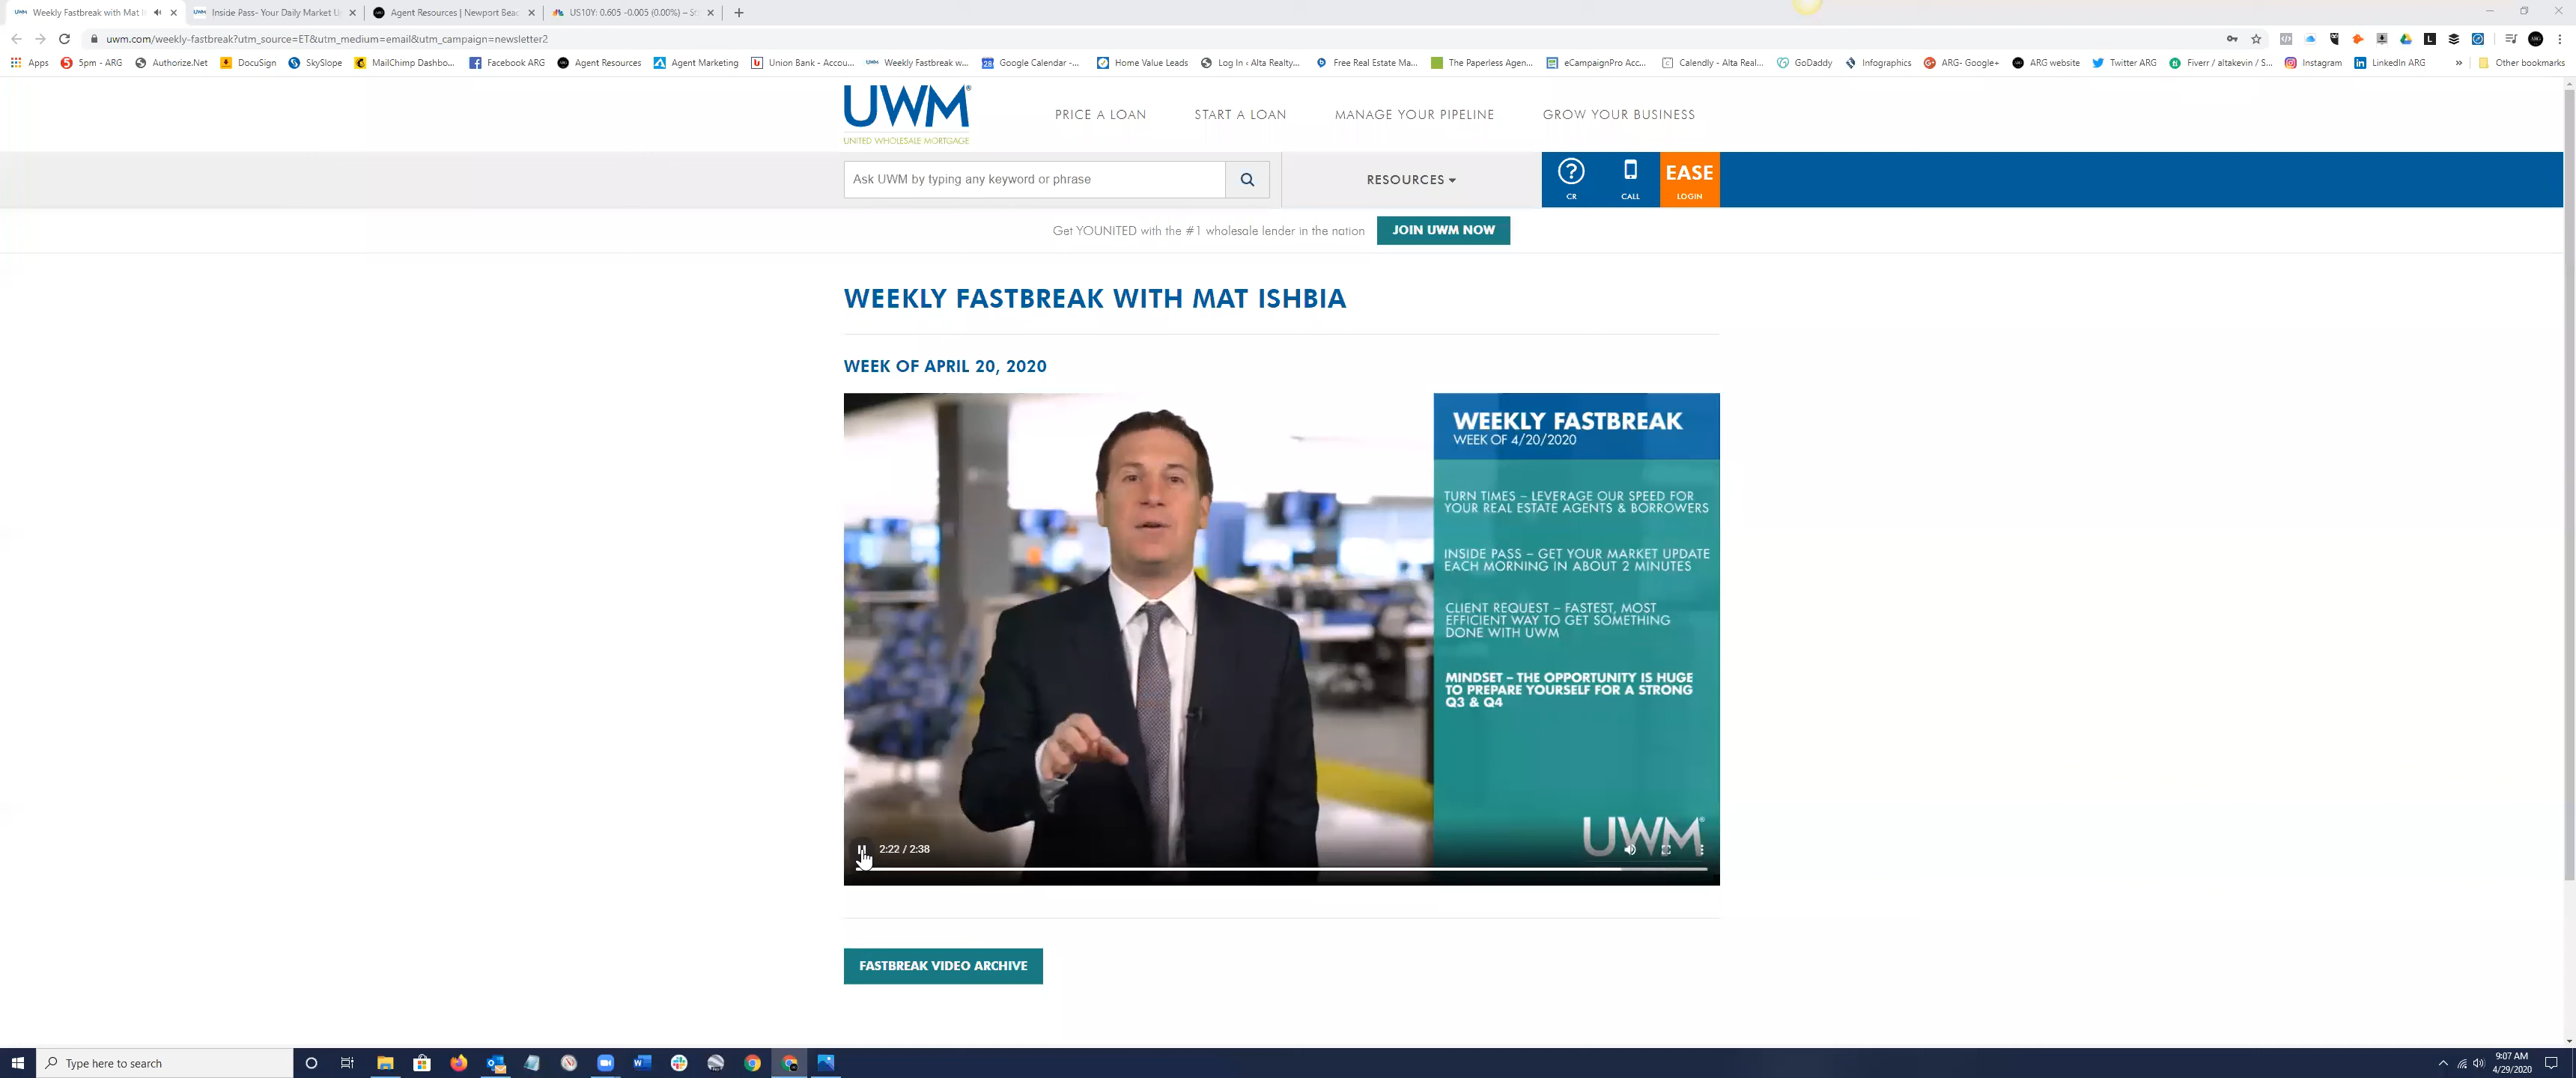 Weekly Fastbreak with Mat I
Inside Pass- Your Daily Market U
Agent Resources | Newport Beac
US10Y: 0.605 -0.005 (0.00%) – St
uwm.com/weekly-fastbreak?utm_source=ET&utm_medium=email&utm_campaign=newsletter2
Apps
5pm - ARG
Authorize.Net
DocuSign
SkySlope
MailChimp Dashbo...
Facebook ARG
Agent Resources
Agent Marketing
Union Bank - Accou...
Weekly Fastbreak w...
Google Calendar -...
Home Value Leads
Log In ‹ Alta Realty...
Free Real Estate Ma...
The Paperless Agen...
eCampaignPro Acc...
Calendly - Alta Real...
GoDaddy
Infographics
ARG- Google+
ARG website
Twitter ARG
Fiverr / altakevin / S...
Instagram
LinkedIn ARG
»
Other bookmarks
UWM®
UNITED WHOLESALE MORTGAGE
PRICE A LOAN
START A LOAN
MANAGE YOUR PIPELINE
GROW YOUR BUSINESS
Ask UWM by typing any keyword or phrase
RESOURCES
CR
CALL
EASE
LOGIN
Get YOUNITED with the #1 wholesale lender in the nation
JOIN UWM NOW
WEEKLY FASTBREAK WITH MAT ISHBIA
WEEK OF APRIL 20, 2020
WEEKLY FASTBREAK
WEEK OF 4/20/2020
TURN TIMES – LEVERAGE OUR SPEED FOR
YOUR REAL ESTATE AGENTS & BORROWERS
INSIDE PASS – GET YOUR MARKET UPDATE
EACH MORNING IN ABOUT 2 MINUTES
CLIENT REQUEST – FASTEST, MOST
EFFICIENT WAY TO GET SOMETHING
DONE WITH UWM
MINDSET – THE OPPORTUNITY IS HUGE
TO PREPARE YOURSELF FOR A STRONG
Q3 & Q4
UWM®
2:22 / 2:38
FASTBREAK VIDEO ARCHIVE
Type here to search
9:07 AM
4/29/2020